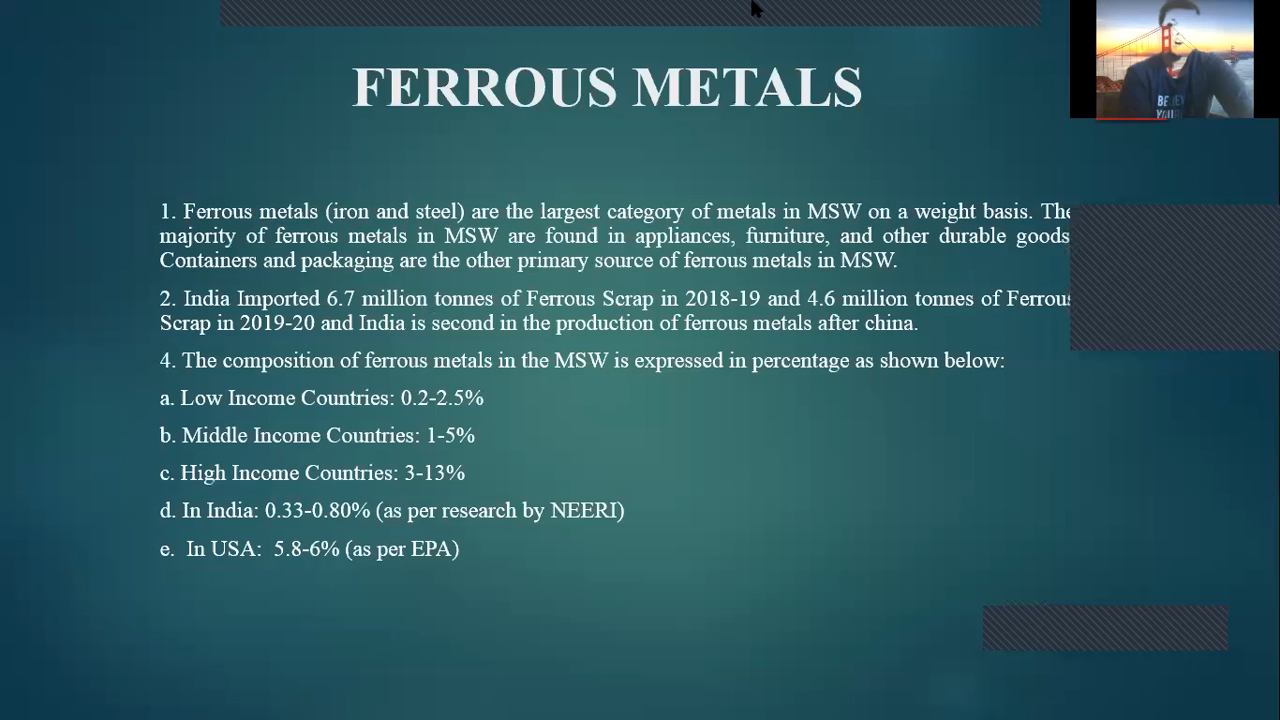 FERROUS METALS
1. Ferrous metals (iron and steel) are the largest category of metals in MSW on a weight basis. The
majority of ferrous metals in MSW are found in appliances, furniture, and other durable goods
Containers and packaging are the other primary source of ferrous metals in MSW.
2. India Imported 6.7 million tonnes of Ferrous Scrap in 2018-19 and 4.6 million tonnes of Ferrous
Scrap in 2019-20 and India is second in the production of ferrous metals after china.
4. The composition of ferrous metals in the MSW is expressed in percentage as shown below:
a. Low Income Countries: 0.2-2.5%
b. Middle Income Countries: 1-5%
c. High Income Countries: 3-13%
d. In India: 0.33-0.80% (as per research by NEERI)
e. In USA: 5.8-6% (as per EPA)